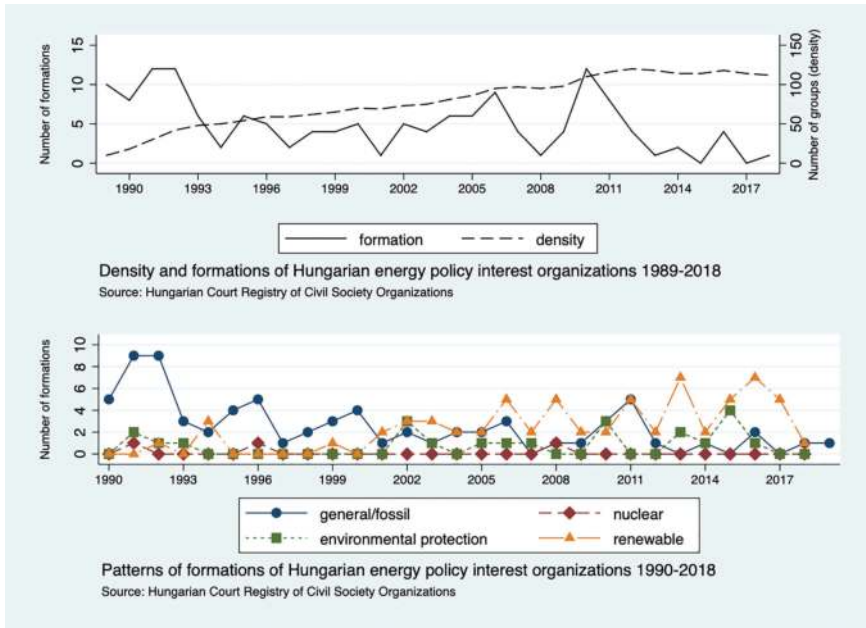 15
10
5
0
Number of formations
150
100
50
0
Number of groups (density)
1990 1993 1996 1999 2002 2005 2008 2011 2014 2017
formation density
Density and formations of Hungarian energy policy interest organizations 1989-2018
Source: Hungarian Court Registry of Civil Society Organizations
10
8
6
4
2
0
Number of formations
1990 1993 1996 1999 2002 2005 2008 2011 2014 2017
general/fossil nuclear
environmental protection renewable
Patterns of formations of Hungarian energy policy interest organizations 1990-2018
Source: Hungarian Court Registry of Civil Society Organizations